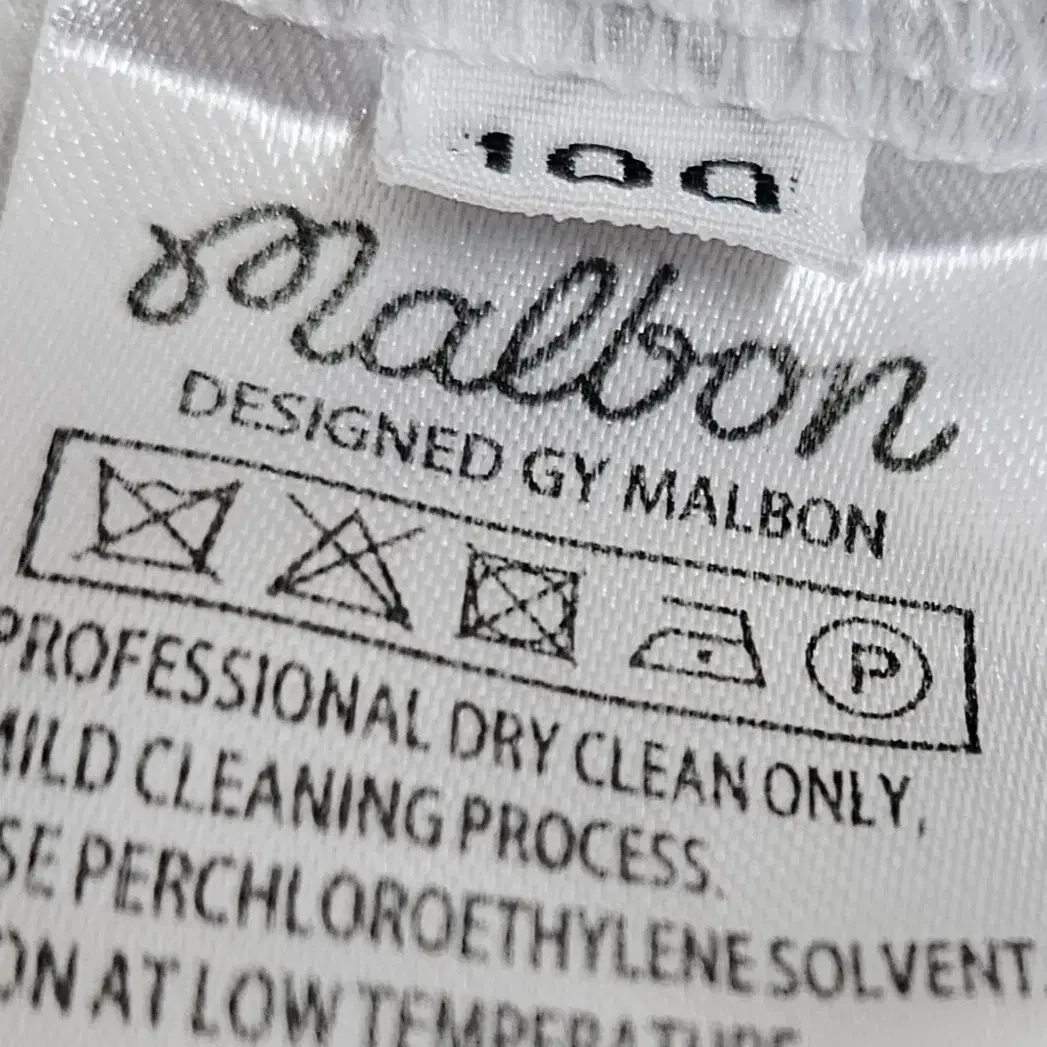 100
malbon
DESIGNED GY MALBON
P
PROFESSIONAL DRY CLEAN ONLY,
MILD CLEANING PROCESS.
SE PERCHLOROETHYLENE SOLVENT.
ON AT LOW TEMPERATURE